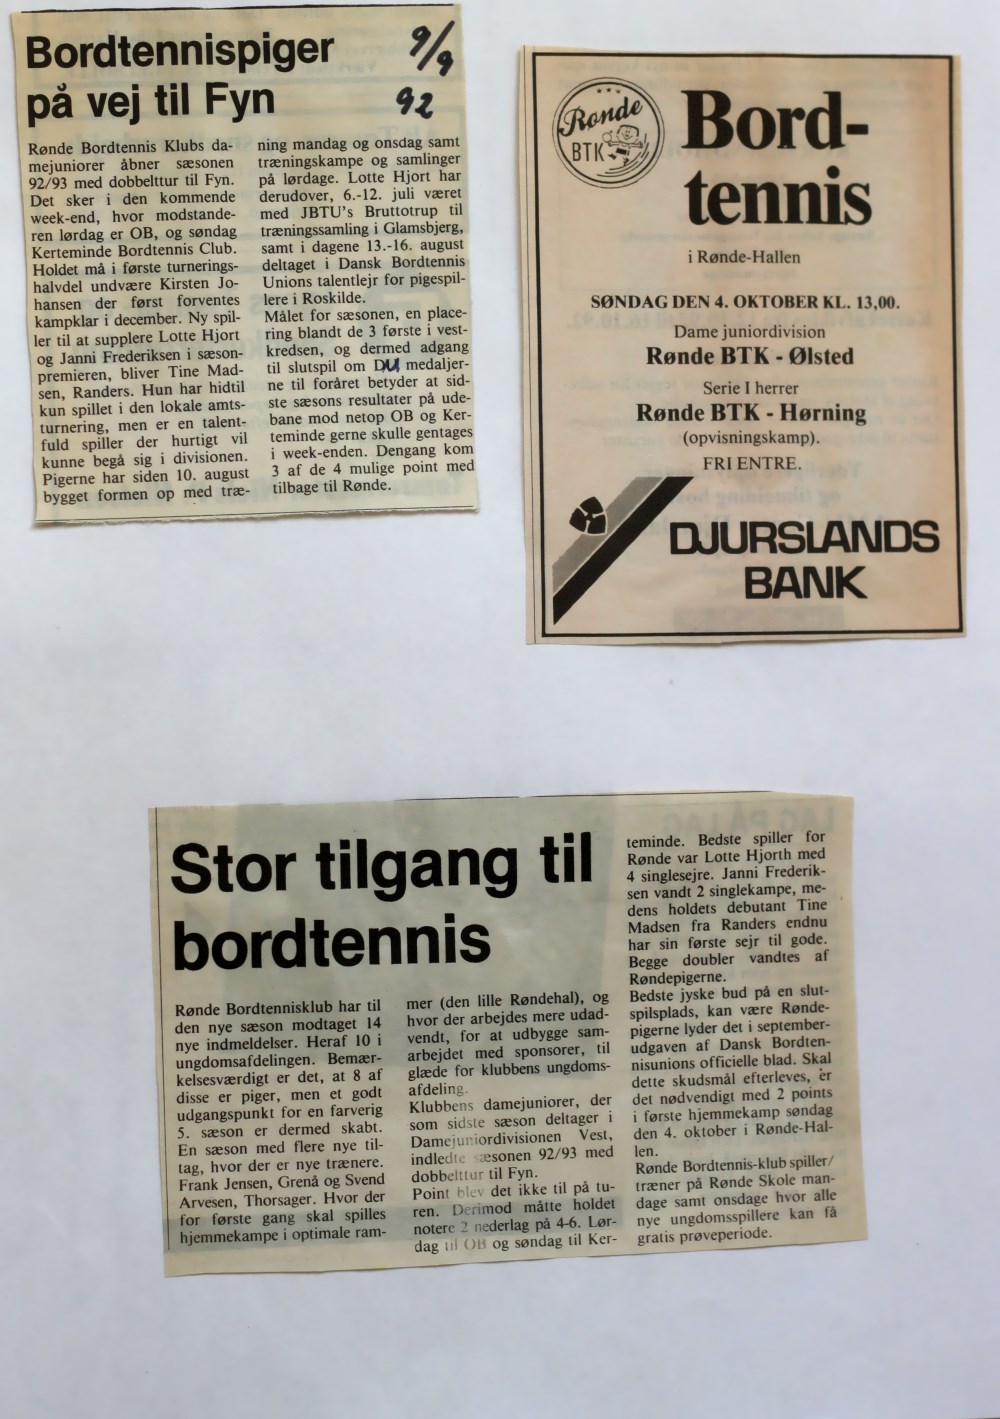 Bordtennispiger
på vej til Fyn
9/9
92
Rønde Bordtennis Klubs da-
mejuniorer åbner sæsonen
92/93 med dobbelttur til Fyn.
Det sker i den kommende
week-end, hvor modstande-
ren lørdag er OB, og søndag
Kerteminde Bordtennis Club.
Holdet må i første turnerings-
halvdel undvære Kirsten Jo-
hansen der først forventes
kampklar i december. Ny spil-
ler til at supplere Lotte Hjort
og Janni Frederiksen i sæson-
premieren, bliver Tine Mad-
sen, Randers. Hun har hidtil
kun spillet i den lokale amts-
turnering, men er en talent-
fuld spiller der hurtigt vil
kunne begå sig i divisionen.
Pigerne har siden 10. august
bygget formen op med træ-
ning mandag og onsdag samt
træningskampe og samlinger
på lørdage. Lotte Hjort har
derudover, 6.-12. juli været
med JBTU's Bruttotrup til
træningssamling i Glamsbjerg,
samt i dagene 13.-16. august
deltaget i Dansk Bordtennis
Unions talentlejr for pigespil-
lere i Roskilde.
Målet for sæsonen, en place-
ring blandt de 3 første i vest-
kredsen, og dermed adgang
til slutspil om DU medaljer-
ne til foråret betyder at sid-
ste sæsons resultater på ude-
bane mod netop OB og Ker-
teminde gerne skulle gentages
i week-enden. Dengang kom
3 af de 4 mulige point med
tilbage til Rønde.
Rønde
BTK
Bord-
tennis
i Rønde-Hallen
SØNDAG DEN 4. OKTOBER KL. 13,00.
Dame juniordivision
Rønde BTK - Ølsted
Serie I herrer
Rønde BTK - Hørning
(opvisningskamp).
FRI ENTRE.
DJURSLANDS
BANK
Stor tilgang til
bordtennis
Rønde Bordtennisklub har til
den nye sæson modtaget 14
nye indmeldelser. Heraf 10 i
ungdomsafdelingen. Bemær-
kelsesværdigt er det, at 8 af
disse er piger, men et godt
udgangspunkt for en farverig
5. sæson er dermed skabt.
En sæson med flere nye til-
tag, hvor der er nye trænere.
Frank Jensen, Grenå og Svend
Arvesen, Thorsager. Hvor der
for første gang skal spilles
hjemmekampe i optimale ram-
mer (den lille Røndehal), og
hvor der arbejdes mere udad-
vendt, for at udbygge sam-
arbejdet med sponsorer, til
glæde for klubbens ungdoms-
afdeling.
Klubbens damejuniorer, der
som sidste sæson deltager i
Damejuniordivisionen Vest,
indledte sæsonen 92/93 med
dobbelttur til Fyn.
Point blev det ikke til på tu-
ren. Derimod måtte holdet
notere 2 nederlag på 4-6. Lør-
dag til OB og søndag til Ker-
teminde. Bedste spiller for
Rønde var Lotte Hjorth med
4 singlesejre. Janni Frederik-
sen vandt 2 singlekampe, me-
dens holdets debutant Tine
Madsen fra Randers endnu
har sin første sejr til gode.
Begge doubler vandtes af
Røndepigerne.
Bedste jyske bud på en slut-
spilsplads, kan være Rønde-
pigerne lyder det i september-
udgaven af Dansk Bordten-
nisunions officielle blad. Skal
dette skudsmål efterleves, er
det nødvendigt med 2 points
i første hjemmekamp søndag
den 4. oktober i Rønde-Hal-
len.
Rønde Bordtennis-klub spiller/
træner på Rønde Skole man-
dage samt onsdage hvor alle
nye ungdomsspillere kan få
gratis prøveperiode.